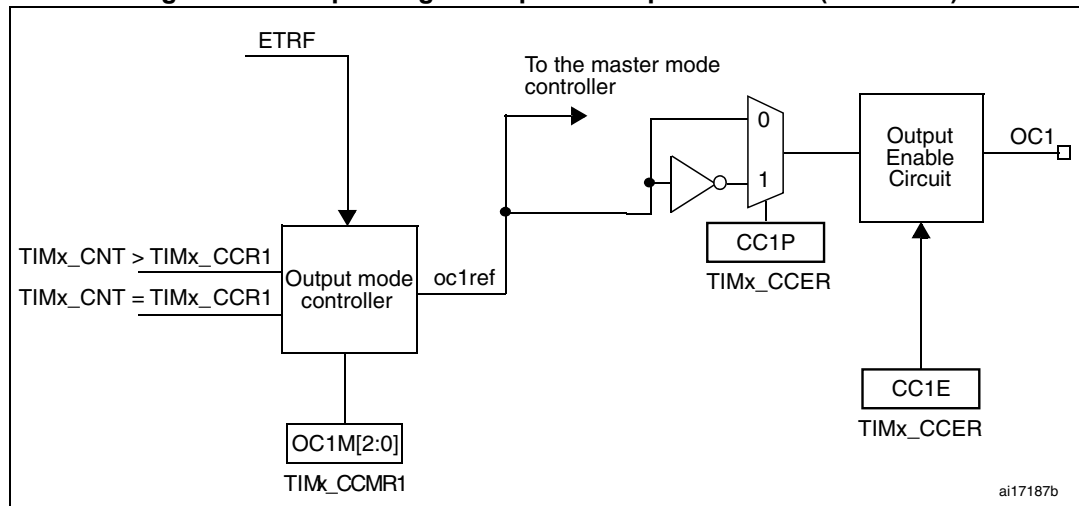 ETRF
To the master mode
controller
0
1
Output
Enable
Circuit
OC1
CC1P
TIMx_CCER
TIMx_CNT > TIMx_CCR1
TIMx_CNT = TIMx_CCR1
Output mode
controller
oc1ref
CC1E
TIMx_CCER
OC1M[2:0]
TIMx_CCMR1
ai17187b